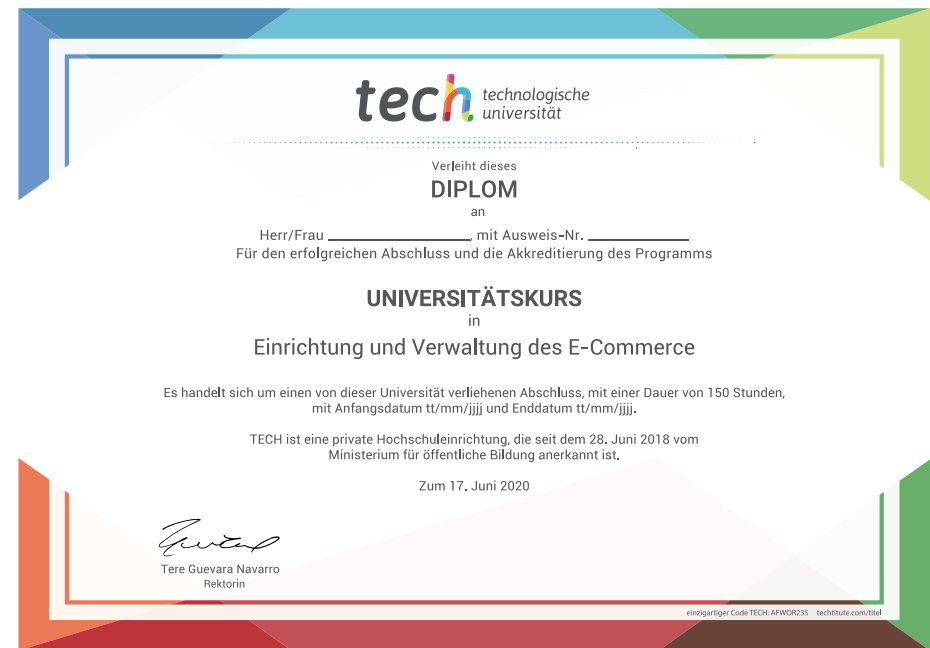 tech technologische
universität
Verleiht dieses
DIPLOM
an
Herr/Frau ____________, mit Ausweis-Nr. ____________
Für den erfolgreichen Abschluss und die Akkreditierung des Programms
UNIVERSITÄTSKURS
in
Einrichtung und Verwaltung des E-Commerce
Es handelt sich um einen von dieser Universität verliehenen Abschluss, mit einer Dauer von 150 Stunden,
mit Anfangsdatum tt/mm/jjjj und Enddatum tt/mm/jjjj.
TECH ist eine private Hochschuleinrichtung, die seit dem 28. Juni 2018 vom
Ministerium für öffentliche Bildung anerkannt ist.
Zum 17. Juni 2020
Tere Guevara Navarro
Rektorin
einzigartiger Code TECH: AFWOR23S techtitute.com/titel